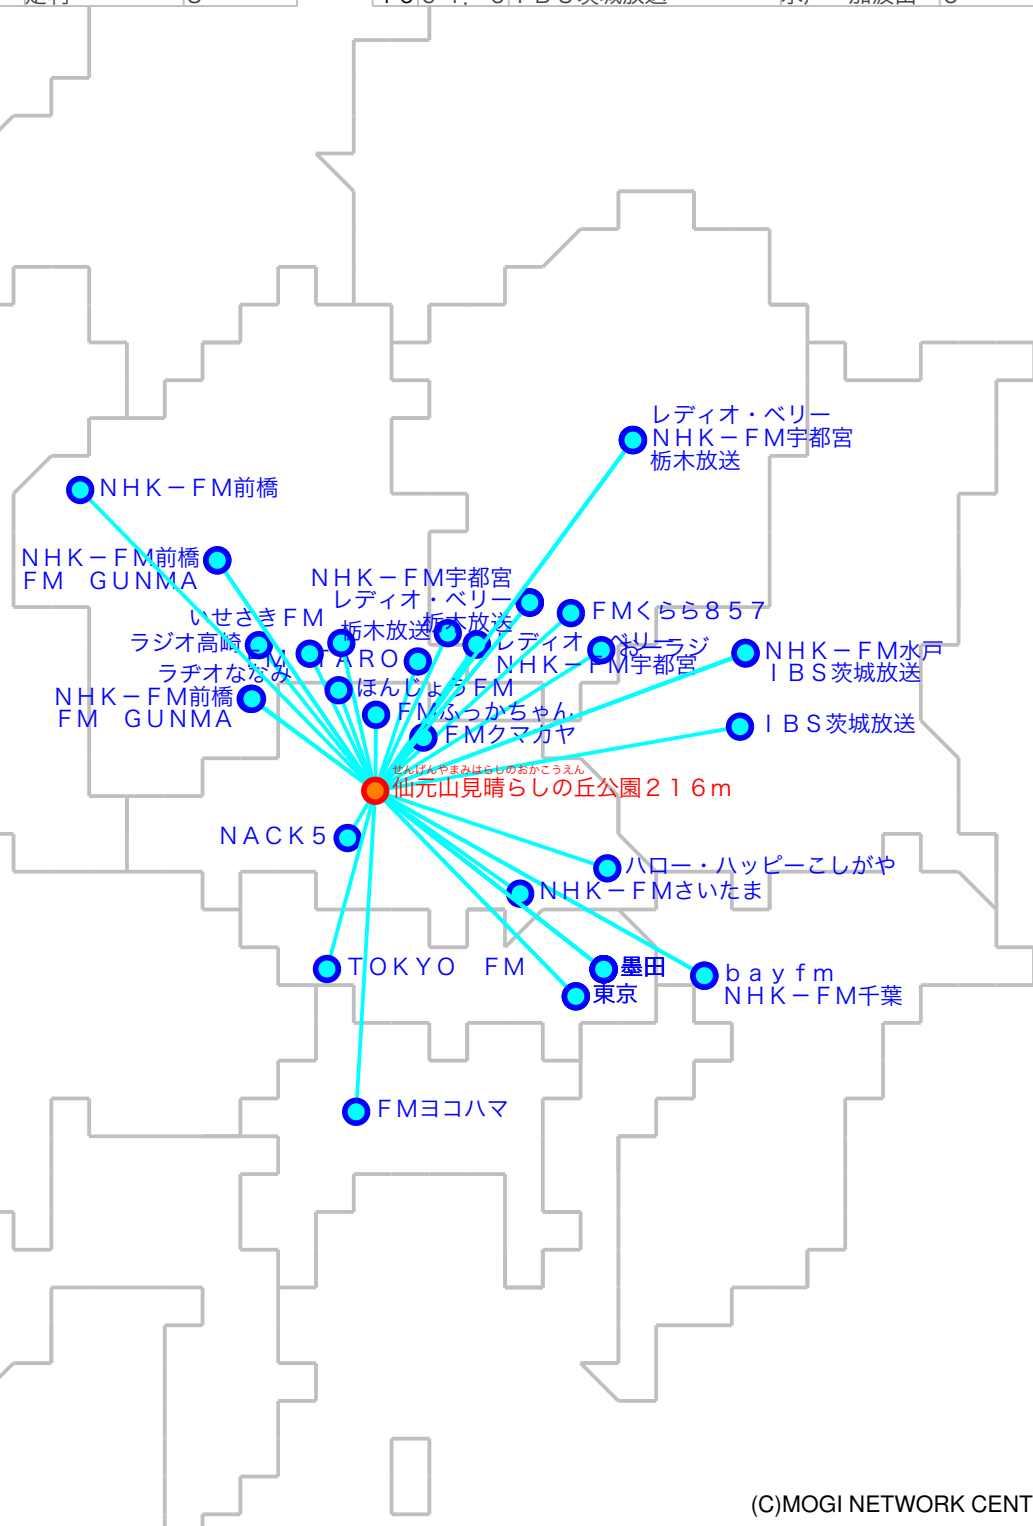 レディオ・ベリー
ＮＨＫ－ＦＭ宇都宮
栃木放送
ＮＨＫ－ＦＭ前橋
ＮＨＫ－ＦＭ前橋
ＦＭ　ＧＵＮＭＡ
ＮＨＫ－ＦＭ宇都宮
レディオ・ベリー
栃木放送
ＦＭくらら８５７
いせさきＦＭ
栃木放送
ラジオ高崎
レディオ・ベリー
ＮＨＫ－ＦＭ宇都宮
おーラジ
ＮＨＫ－ＦＭ水戸
ＩＢＳ茨城放送
ＦＭ　ＴＡＲＯ
ラヂオななみ
ほんじょうＦＭ
ＮＨＫ－ＦＭ前橋
ＦＭ　ＧＵＮＭＡ
ＦＭふっかちゃん
ＦＭクマガヤ
ＩＢＳ茨城放送
せんげんやまみはらしのおかこうえん
仙元山見晴らしの丘公園２１６ｍ
ＮＡＣＫ５
ハロー・ハッピーこしがや
ＮＨＫ－ＦＭさいたま
ＴＯＫＹＯ　ＦＭ
墨田
東京
ｂａｙｆｍ
ＮＨＫ－ＦＭ千葉
ＦＭヨコハマ
(C)MOGI NETWORK CENT